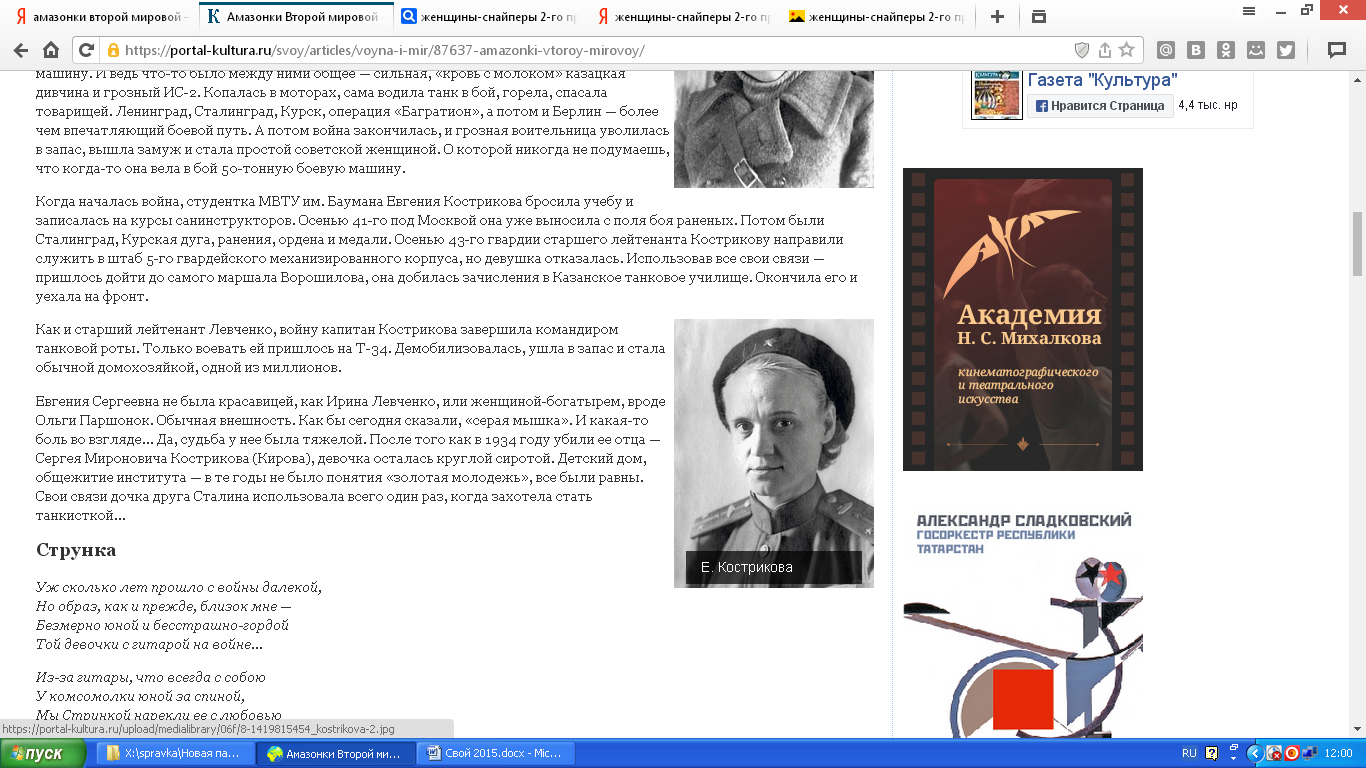 амазонки второй мировой –
Амазонки Второй мировой -
женщины-снайперы 2-го пр
женщины-снайперы 2-го п
женщины-снайперы 2-го пр
https://portal-kultura.ru/svoy/articles/voyna-i-mir/87637-amazonki-vtoroy-mirovoy/
машину. И ведь что-то было между ними общее — сильная, «кровь с молоком» казацкая
дивчина и грозный ИС-2. Копалась в моторах, сама водила танк в бой, горела, спасала
товарищей. Ленинград, Сталинград, Курск, операция «Багратион», а потом и Берлин — более
чем впечатляющий боевой путь. А потом война закончилась, и грозная воительница уволилась
в запас, вышла замуж и стала простой советской женщиной. О которой никогда не подумаешь,
что когда-то она вела в бой 50-тонную боевую машину.
Когда началась война, студентка МВТУ им. Баумана Евгения Кострикова бросила учебу и
записалась на курсы санинструкторов. Осенью 41-го под Москвой она уже выносила с поля боя раненых. Потом были
Сталинград, Курская дуга, ранения, ордена и медали. Осенью 43-го гвардии старшего лейтенанта Кострикову направили
служить в штаб 5-го гвардейского механизированного корпуса, но девушка отказалась. Использовав все свои связи —
пришлось дойти до самого маршала Ворошилова, она добилась зачисления в Казанское танковое училище. Окончила его и
уехала на фронт.
Как и старший лейтенант Левченко, войну капитан Кострикова завершила командиром
танковой роты. Только воевать ей пришлось на Т-34. Демобилизовалась, ушла в запас и стала
обычной домохозяйкой, одной из миллионов.
Евгения Сергеевна не была красавицей, как Ирина Левченко, или женщиной-богатырем, вроде
Ольги Паршонок. Обычная внешность. Как бы сегодня сказали, «серая мышка». И какая-то
боль во взгляде... Да, судьба у нее была тяжелой. После того как в 1934 году убили ее отца —
Сергея Мироновича Кострикова (Кирова), девочка осталась круглой сиротой. Детский дом,
общежитие института — в те годы не было понятия «золотая молодежь», все были равны.
Свои связи дочка друга Сталина использовала всего один раз, когда захотела стать
танкисткой...
Е. Кострикова
Струнка
Уж сколько лет прошло с войны далекой,
Но образ, как и прежде, близок мне —
Безмерно юной и бесстрашно-гордой
Той девочки с гитарой на войне...
Из-за гитары, что всегда с собою
У комсомолки юной за спиной,
Мы Стринкой нарекли ее с любовью
Газета "Культура"
Нравится Страница
4,4 тыс. нр
Академия
Н. С. Михалкова
кинематографического
и театрального
искусства
АЛЕКСАНДР СЛАДКОВСКИЙ
ГОСОРКЕСТР РЕСПУБЛИКИ
ТАТАРСТАН
https://portal-kultura.ru/upload/medialibrary/06f/8-1419815454_kostrikova-2.jpg
пуск
X:\spravka\Новая па...
Амазонки Второй ми...
Свой 2015.docx - Mic...
RU
12:00